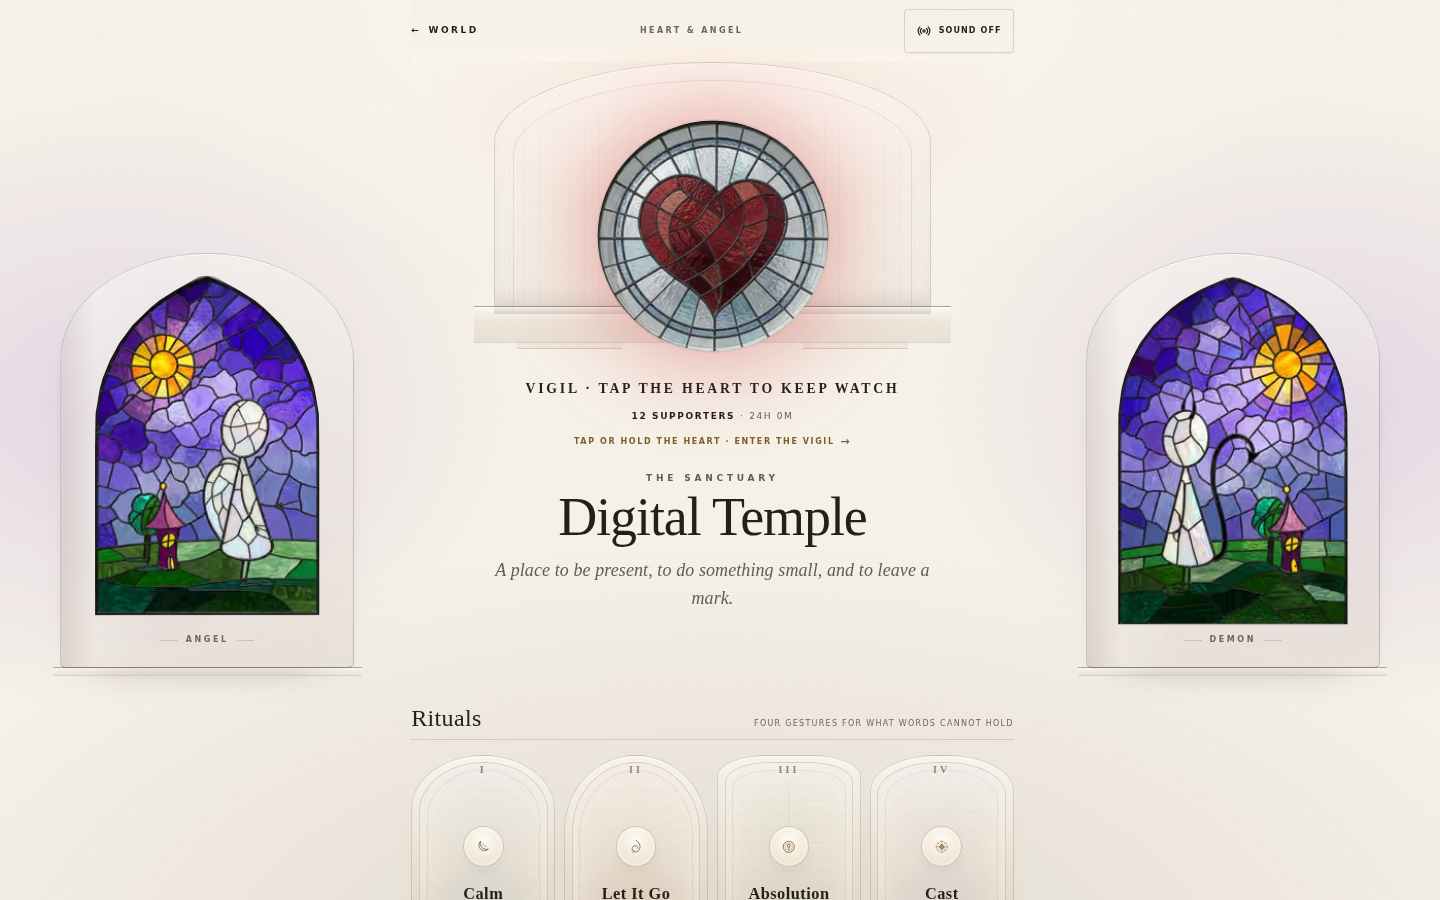 ← WORLD
HEART & ANGEL
SOUND OFF
VIGIL · TAP THE HEART TO KEEP WATCH
12 SUPPORTERS · 24H 0M
TAP OR HOLD THE HEART · ENTER THE VIGIL →
THE SANCTUARY
Digital Temple
A place to be present, to do something small, and to leave a
mark.
ANGEL
DEMON
Rituals
FOUR GESTURES FOR WHAT WORDS CANNOT HOLD
I
II
III
IV
Calm
Let It Go
Absolution
Cast